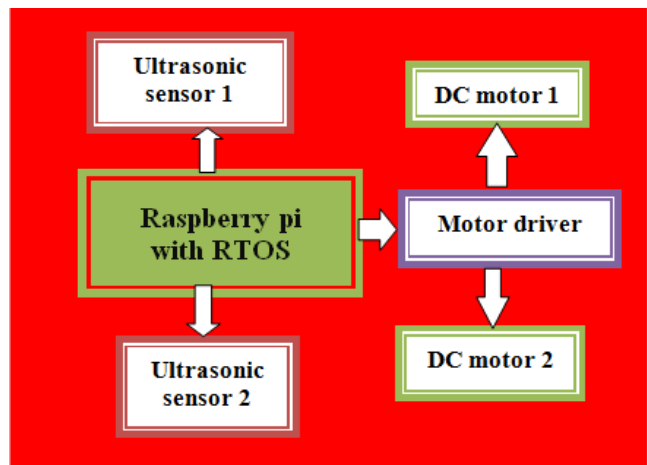 Ultrasonic
sensor 1
DC motor 1
Raspberry pi
with RTOS
Motor driver
Ultrasonic
sensor 2
DC motor 2